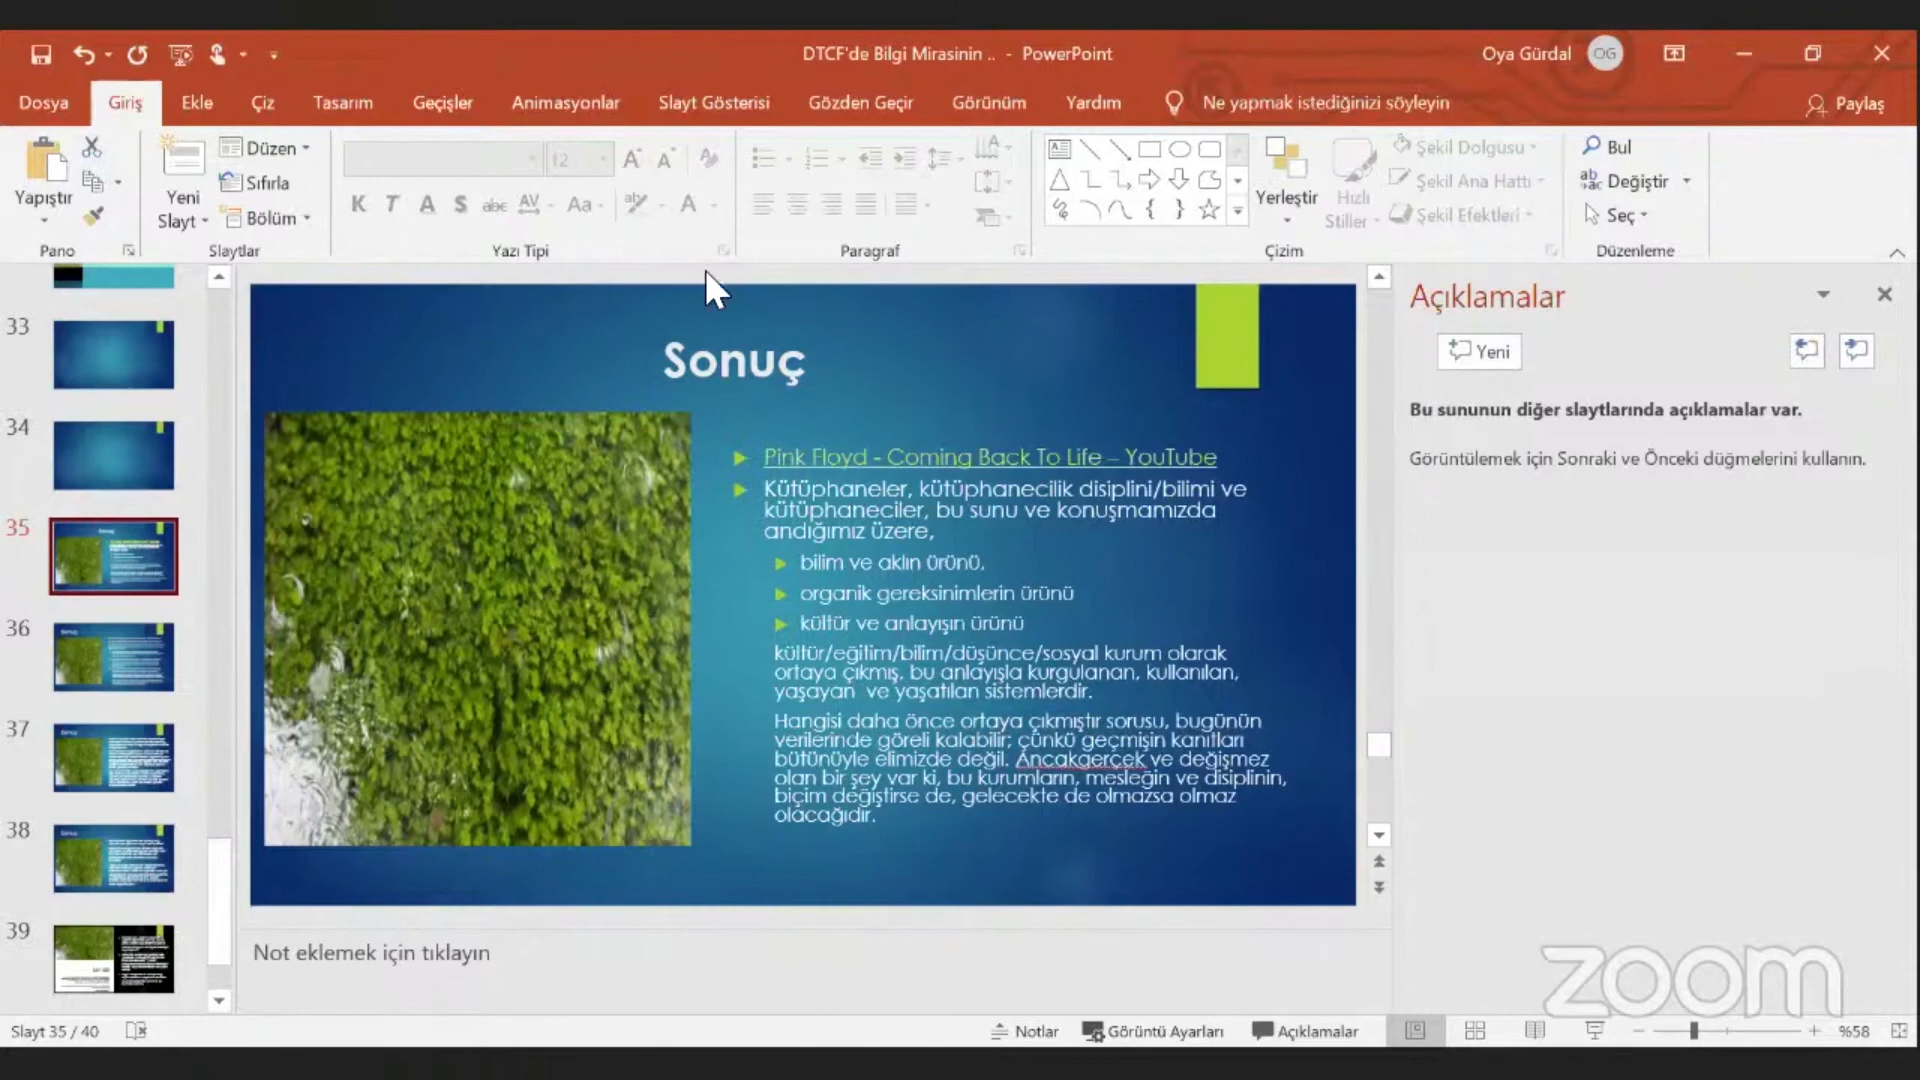 DTCF'de Bilgi Mirasinin .. - PowerPoint
Oya Gürdal OG
Dosya Giriş Ekle Çiz Tasarım Geçişler Animasyonlar Slayt Gösterisi Gözden Geçir Görünüm Yardım Ne yapmak istediğinizi söyleyin Paylaş
Yapıştır
Yeni
Slayt
Düzen
Sıfırla
Bölüm
12
K T A S abc AV Aa A
Yerleştir
Hızlı
Stiller
Şekil Dolgusu
Şekil Ana Hattı
Şekil Efektleri
Bul
Değiştir
Seç
Pano Slaytlar Yazı Tipi Paragraf Çizim Düzenleme
33
34
35
36
37
38
39
Sonuç
Pink Floyd - Coming Back To Life – YouTube
Kütüphaneler, kütüphanecilik disiplini/bilimi ve
kütüphaneciler, bu sunu ve konuşmamızda
andığımız üzere,
bilim ve aklın ürünü,
organik gereksinimlerin ürünü
kültür ve anlayışın ürünü
kültür/eğitim/bilim/düşünce/sosyal kurum olarak
ortaya çıkmış, bu anlayışla kurgulanan, kullanılan,
yaşayan ve yaşatılan sistemlerdir.
Hangisi daha önce ortaya çıkmıştır sorusu, bugünün
verilerinde göreli kalabilir; çünkü geçmişin kanıtları
bütünüyle elimizde değil. Ancakgerçek ve değişmez
olan bir şey var ki, bu kurumların, mesleğin ve disiplinin,
biçim değiştirse de, gelecekte de olmazsa olmaz
olacağıdır.
Açıklamalar
Yeni
Bu sununun diğer slaytlarında açıklamalar var.
Görüntülemek için Sonraki ve Önceki düğmelerini kullanın.
Not eklemek için tıklayın
zoom
Slayt 35 / 40
Notlar Görüntü Ayarları Açıklamalar %58